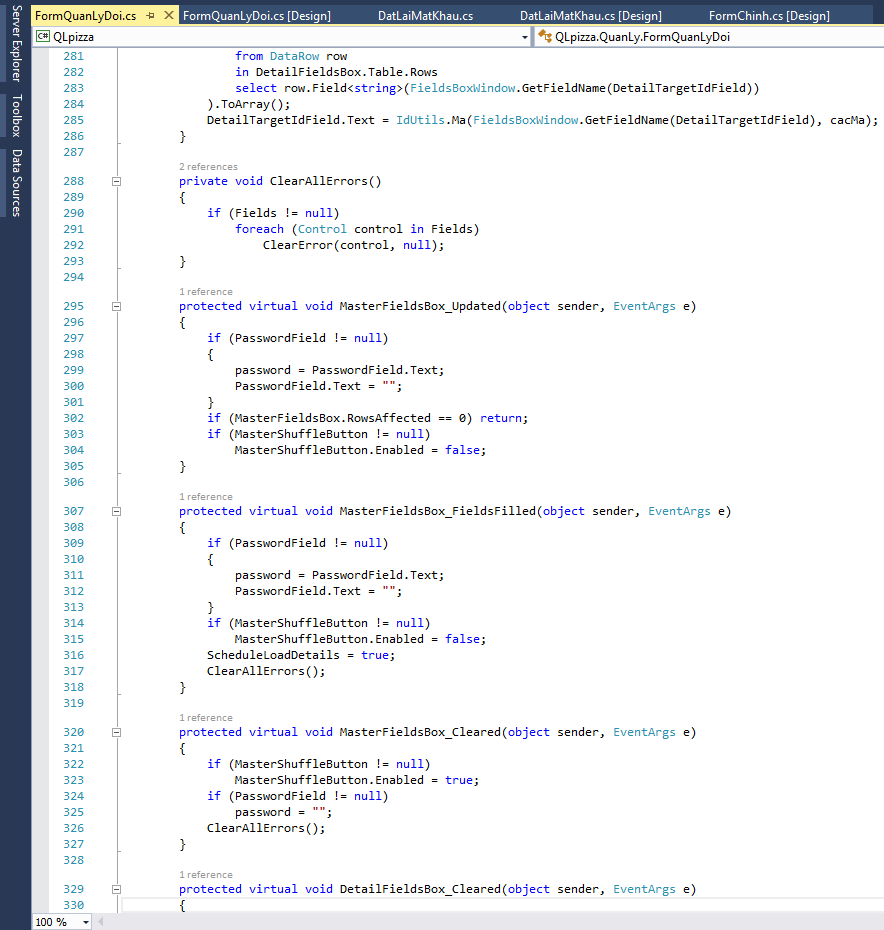 FormQuanLyDoi.cs FormQuanLyDoi.cs [Design] DatLaiMatKhau.cs DatLaiMatKhau.cs [Design] FormChinh.cs [Design]
Server Explorer
Toolbox
Data Sources
C# QLpizza QLpizza.QuanLy.FormQuanLyDoi
281 from DataRow row
282 in DetailFieldsBox.Table.Rows
283 select row.Field<string>(FieldsBoxWindow.GetFieldName(DetailTargetIdField))
284 ).ToArray();
285 DetailTargetIdField.Text = IdUtils.Ma(FieldsBoxWindow.GetFieldName(DetailTargetIdField), cacMa);
286 }
287
2 references
288 private void ClearAllErrors()
289 {
290 if (Fields != null)
291 foreach (Control control in Fields)
292 ClearError(control, null);
293 }
294
1 reference
295 protected virtual void MasterFieldsBox_Updated(object sender, EventArgs e)
296 {
297 if (PasswordField != null)
298 {
299 password = PasswordField.Text;
300 PasswordField.Text = "";
301 }
302 if (MasterFieldsBox.RowsAffected == 0) return;
303 if (MasterShuffleButton != null)
304 MasterShuffleButton.Enabled = false;
305 }
306
1 reference
307 protected virtual void MasterFieldsBox_FieldsFilled(object sender, EventArgs e)
308 {
309 if (PasswordField != null)
310 {
311 password = PasswordField.Text;
312 PasswordField.Text = "";
313 }
314 if (MasterShuffleButton != null)
315 MasterShuffleButton.Enabled = false;
316 ScheduleLoadDetails = true;
317 ClearAllErrors();
318 }
319
1 reference
320 protected virtual void MasterFieldsBox_Cleared(object sender, EventArgs e)
321 {
322 if (MasterShuffleButton != null)
323 MasterShuffleButton.Enabled = true;
324 if (PasswordField != null)
325 password = "";
326 ClearAllErrors();
327 }
328
1 reference
329 protected virtual void DetailFieldsBox_Cleared(object sender, EventArgs e)
330 {
100 %